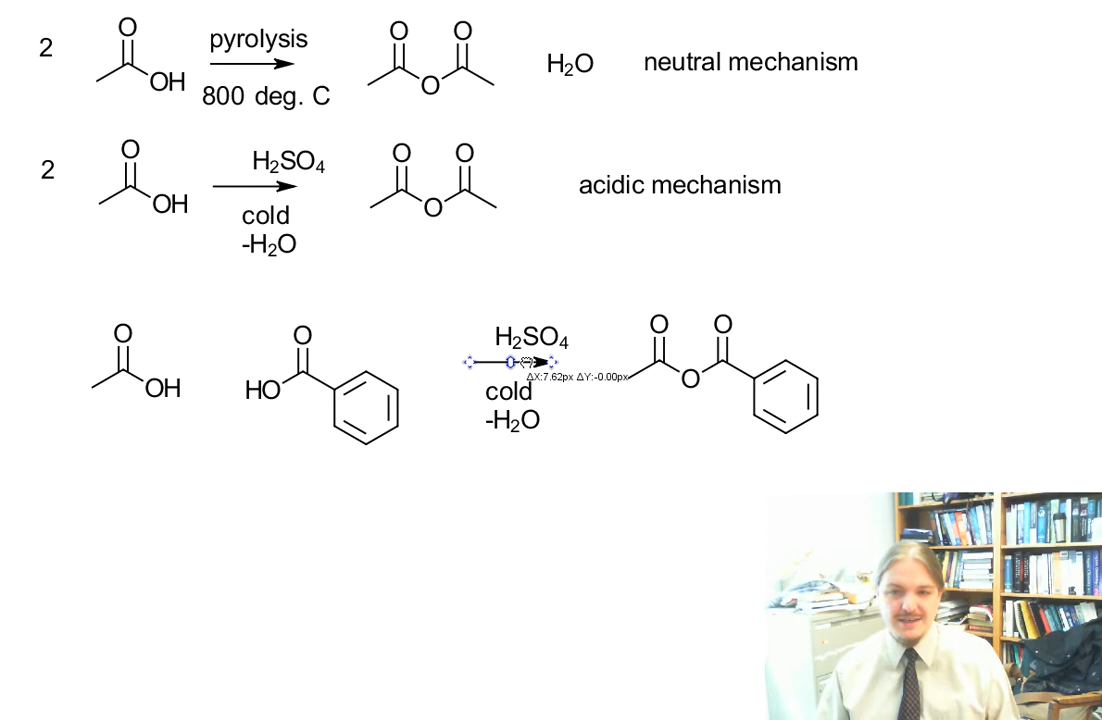 2
O
OH
pyrolysis
800 deg. C
O O
O
H₂O
neutral mechanism
2
O
OH
H₂SO₄
cold
-H₂O
O O
O
acidic mechanism
O
OH
O
HO
H₂SO₄
ΔX:7.62px ΔY:-0.00px
cold
-H₂O
O O
O